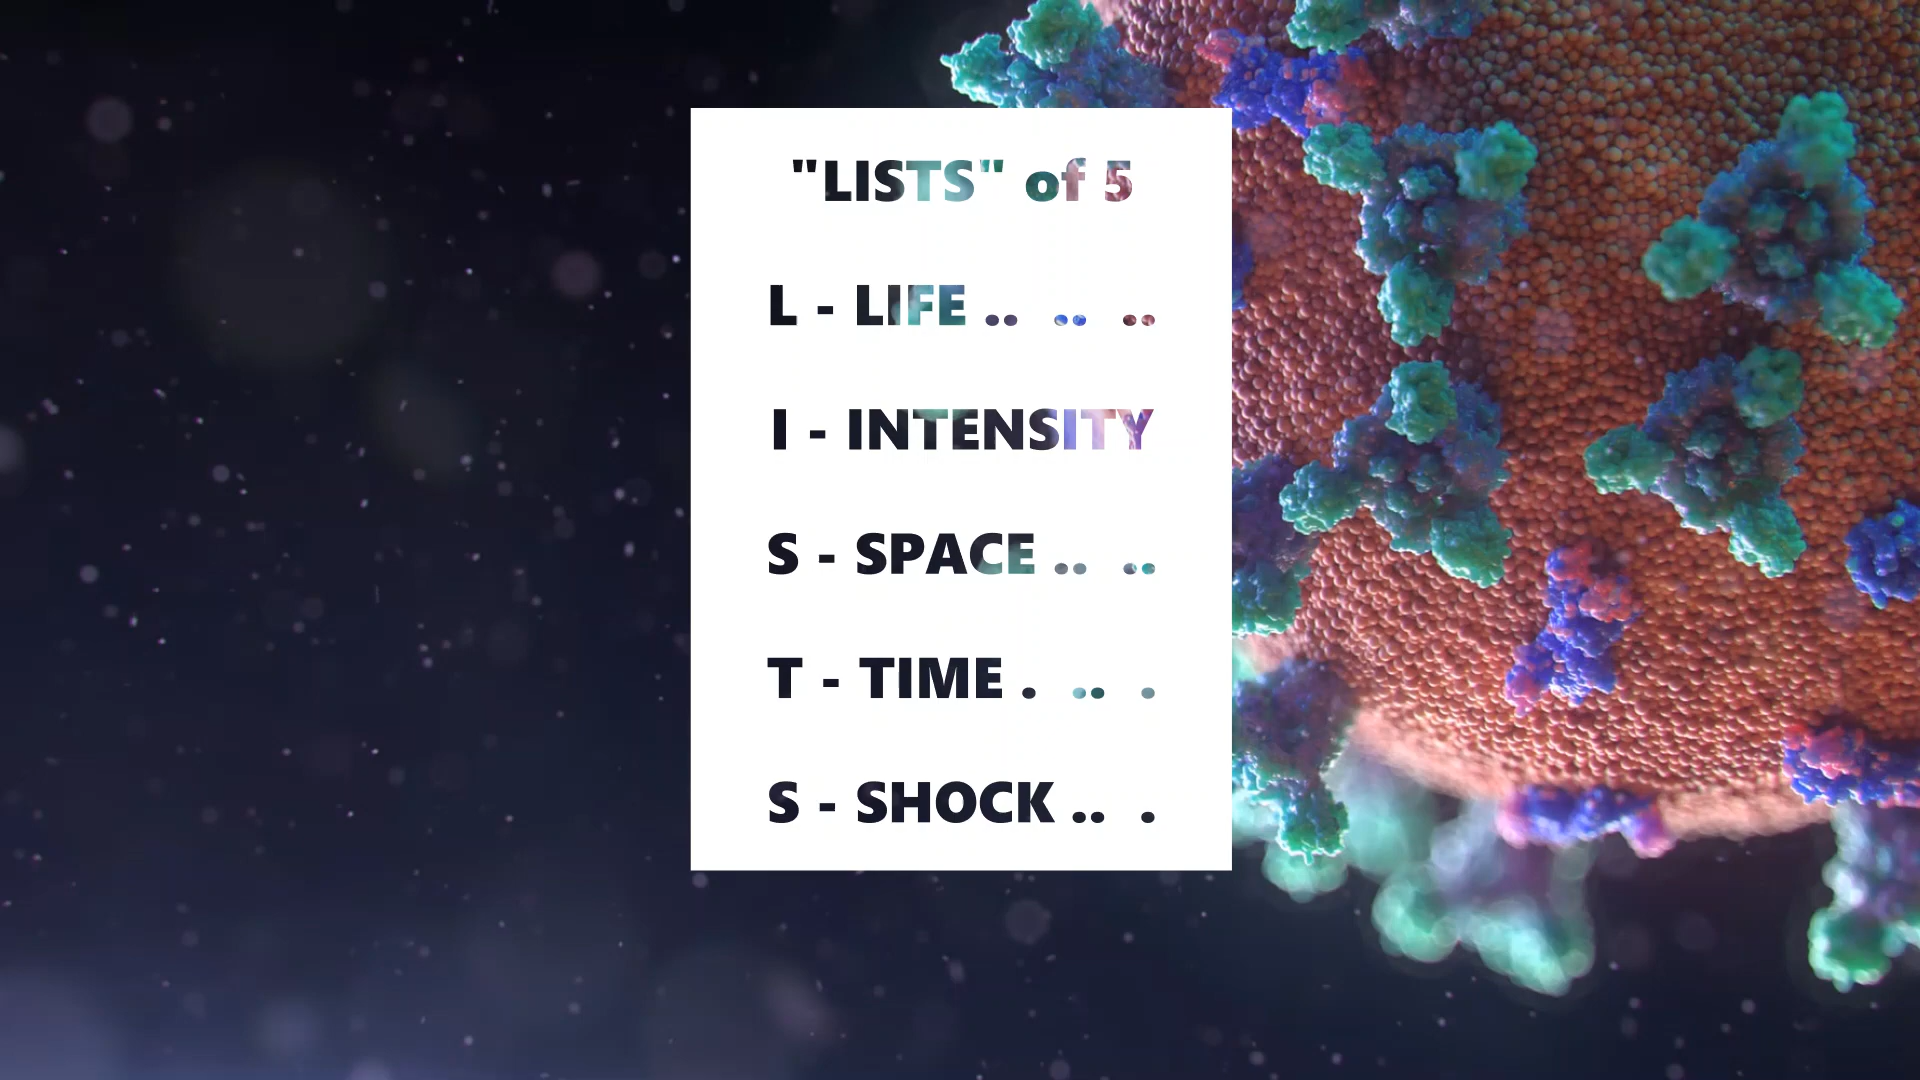 "LISTS" of 5
L - LIFE .. .. ..
I - INTENSITY
S - SPACE .. ..
T - TIME . .. .
S - SHOCK .. .